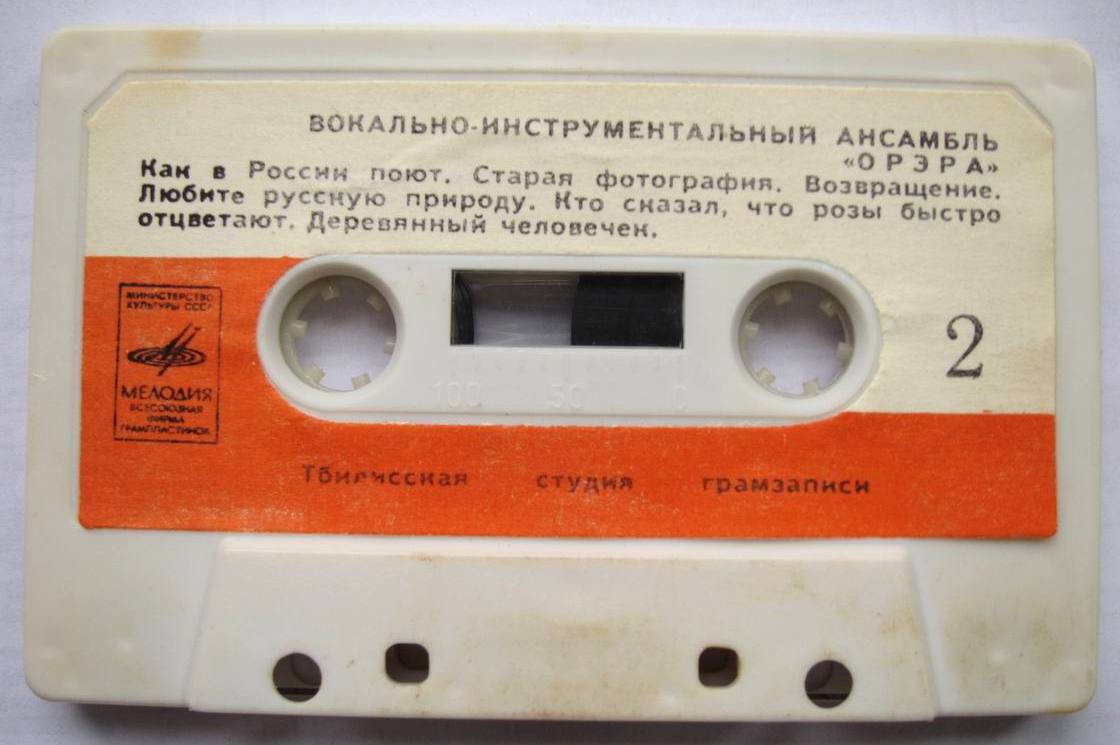 ВОКАЛЬНО-ИНСТРУМЕНТАЛЬНЫЙ АНСАМБЛЬ
«ОРЭРА»
Как в России поют. Старая фотография. Возвращение.
Любите русскую природу. Кто сказал, что розы быстро
отцветают. Деревянный человечек.
МИНИСТЕРСТВО
КУЛЬТУРЫ СССР
МЕЛОДИЯ
ВСЕСОЮЗНАЯ
ФИРМА
ГРАМПЛАСТИНОК
2
100 50 0
Тбилисская студия грамзаписи